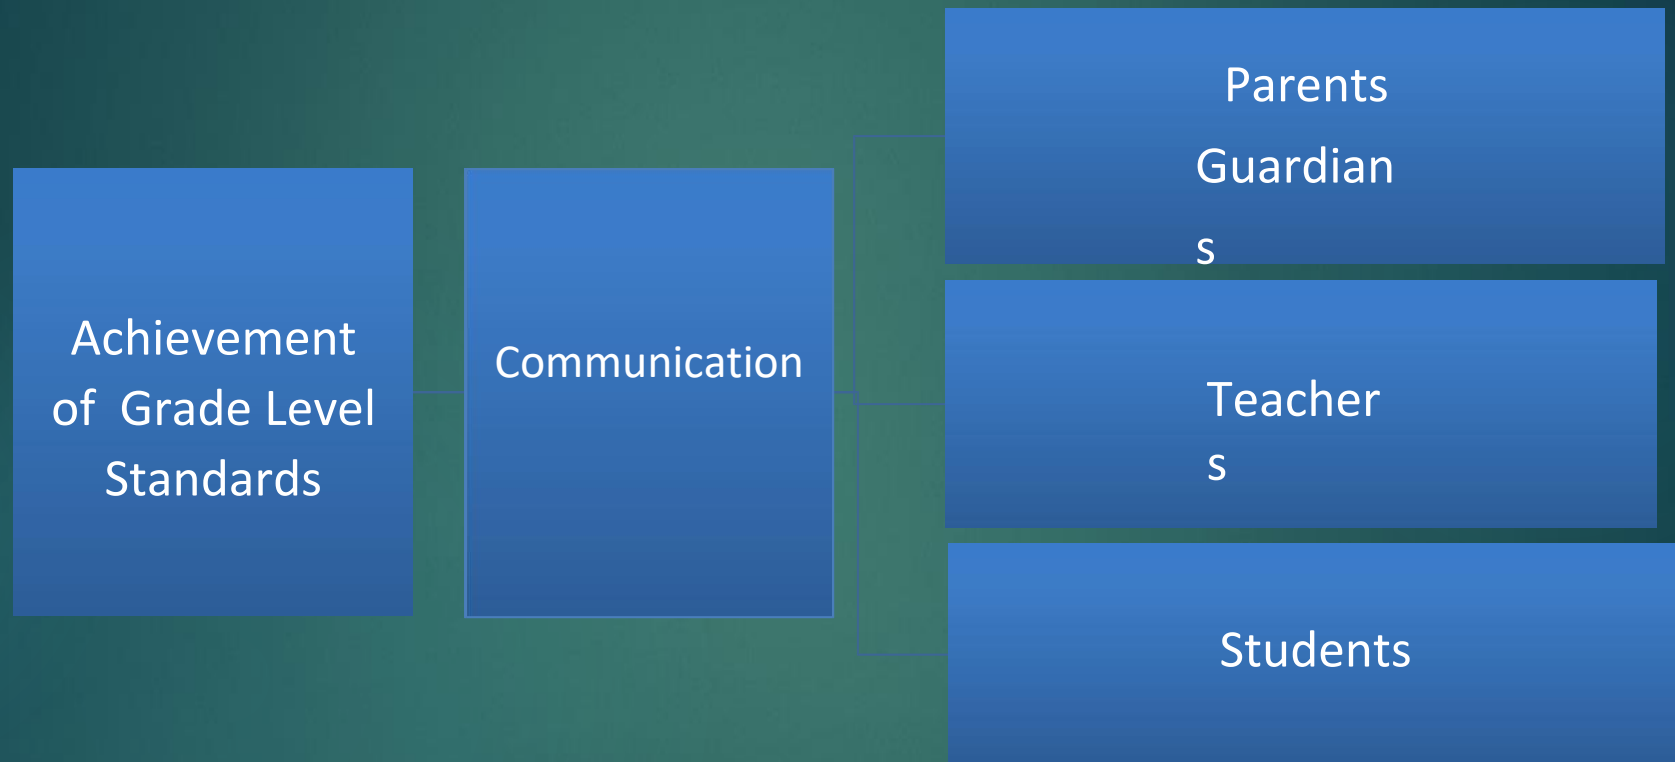 Achievement
of Grade Level
Standards
Communication
Parents
Guardian
s
Teacher
s
Students